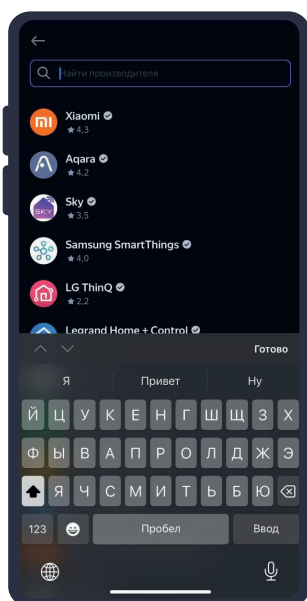 Найти производителя
Xiaomi
4,3
Aqara
4,2
SKY
Sky
3,5
Samsung SmartThings
4,0
LG ThinQ
2,2
Legrand Home + Control
Готово
Я Привет Ну
Й Ц У К Е Н Г Ш Щ З Х
Ф Ы В А П Р О Л Д Ж Э
Я Ч С М И Т Ь Б Ю
123 Пробел Ввод